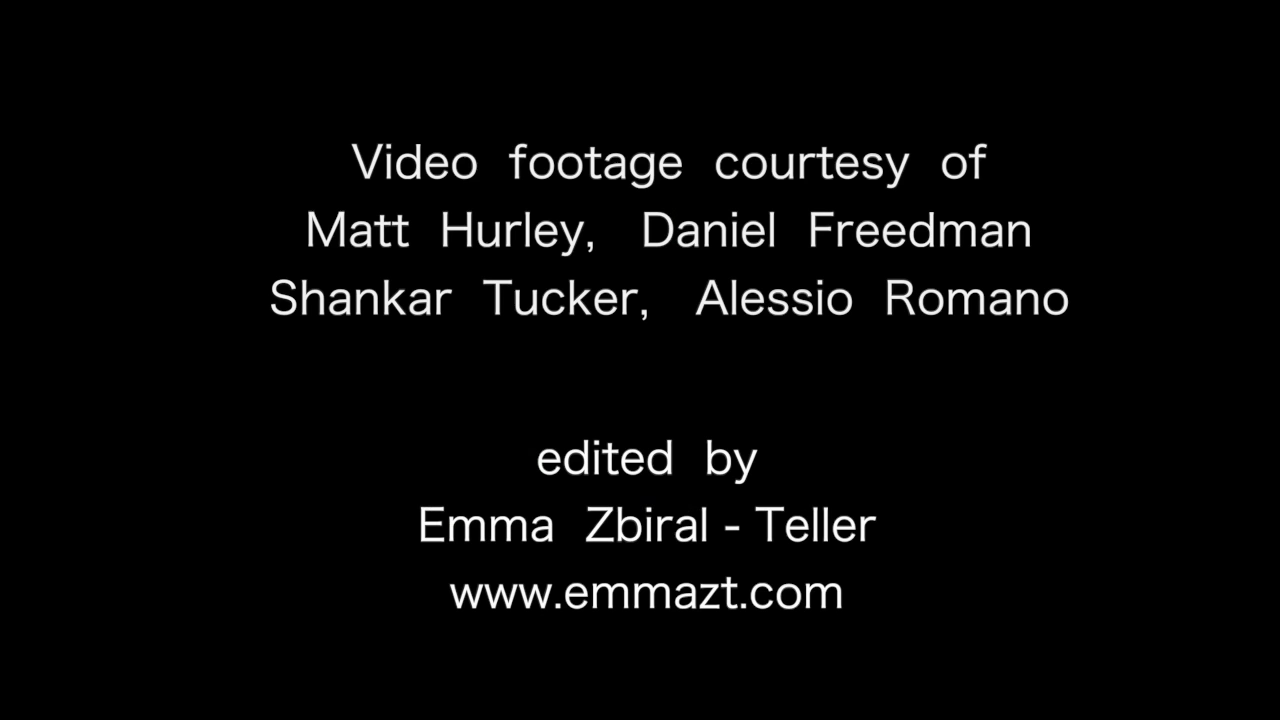 Video footage courtesy of
Matt Hurley, Daniel Freedman
Shankar Tucker, Alessio Romano
edited by
Emma Zbiral - Teller
www.emmazt.com